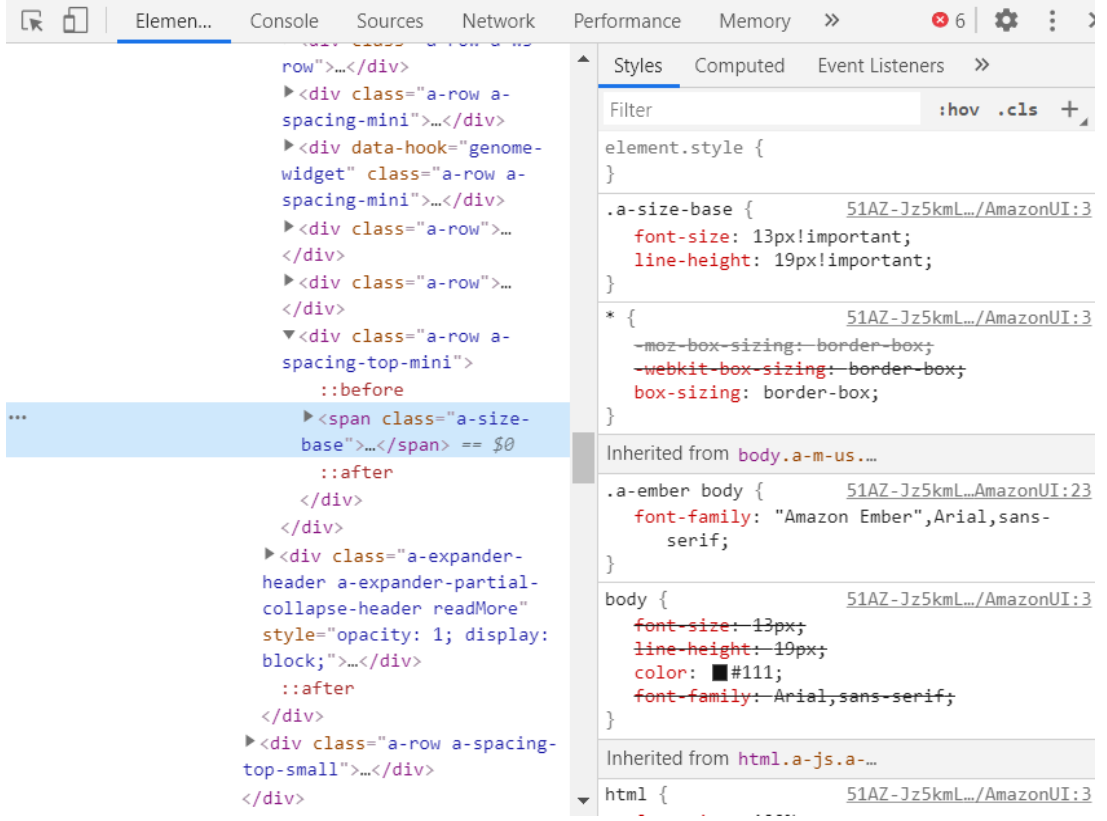 Elemen...
Console
Sources
Network
Performance
Memory
6
row">…</div>
<div class="a-row a-
spacing-mini">…</div>
<div data-hook="genome-
widget" class="a-row a-
spacing-mini">…</div>
<div class="a-row">…
</div>
<div class="a-row">…
</div>
<div class="a-row a-
spacing-top-mini">
::before
<span class="a-size-
base">…</span> == $0
::after
</div>
</div>
<div class="a-expander-
header a-expander-partial-
collapse-header readMore"
style="opacity: 1; display:
block;">…</div>
::after
</div>
<div class="a-row a-spacing-
top-small">…</div>
</div>
Styles
Computed
Event Listeners
Filter
:hov
.cls
+
element.style {
}
.a-size-base { 51AZ-Jz5kmL…/AmazonUI:3
font-size: 13px!important;
line-height: 19px!important;
}
* { 51AZ-Jz5kmL…/AmazonUI:3
-moz-box-sizing: border-box;
-webkit-box-sizing: border-box;
box-sizing: border-box;
}
Inherited from body.a-m-us.…
.a-ember body { 51AZ-Jz5kmL…AmazonUI:23
font-family: "Amazon Ember",Arial,sans-
serif;
}
body { 51AZ-Jz5kmL…/AmazonUI:3
font-size: 13px;
line-height: 19px;
color: #111;
font-family: Arial,sans-serif;
}
Inherited from html.a-js.a-…
html { 51AZ-Jz5kmL…/AmazonUI:3